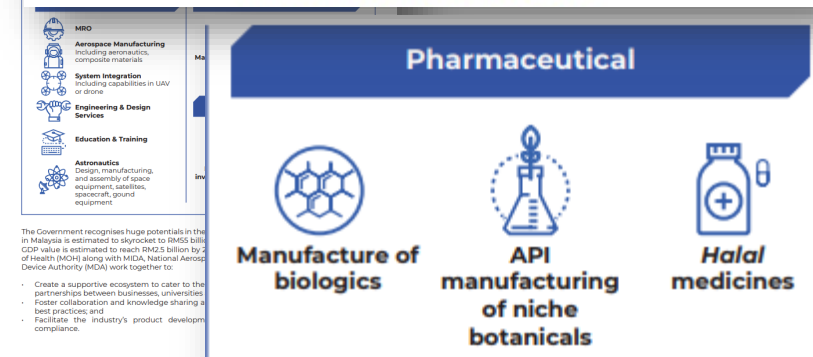 MRO
Aerospace Manufacturing
Including aeronautics,
composite materials
System Integration
Including capabilities in UAV
or drone
Engineering & Design
Services
Education & Training
Astronautics
Design, manufacturing,
and assembly of space
equipment, satellites,
spacecraft, gound
equipment
The Government recognises huge potentials in the
in Malaysia is estimated to skyrocket to RM55
GDP value is estimated to reach RM2.5 billion by
of Health (MOH) along with MIDA, National
Device Authority (MDA) work together to:
• Create a supportive ecosystem to cater to the
partnerships between businesses, universities
• Foster collaboration and knowledge sharing
best practices; and
• Facilitate the industry's product
compliance.
Pharmaceutical
Manufacture of
biologics
API
manufacturing
of niche
botanicals
Halal
medicines